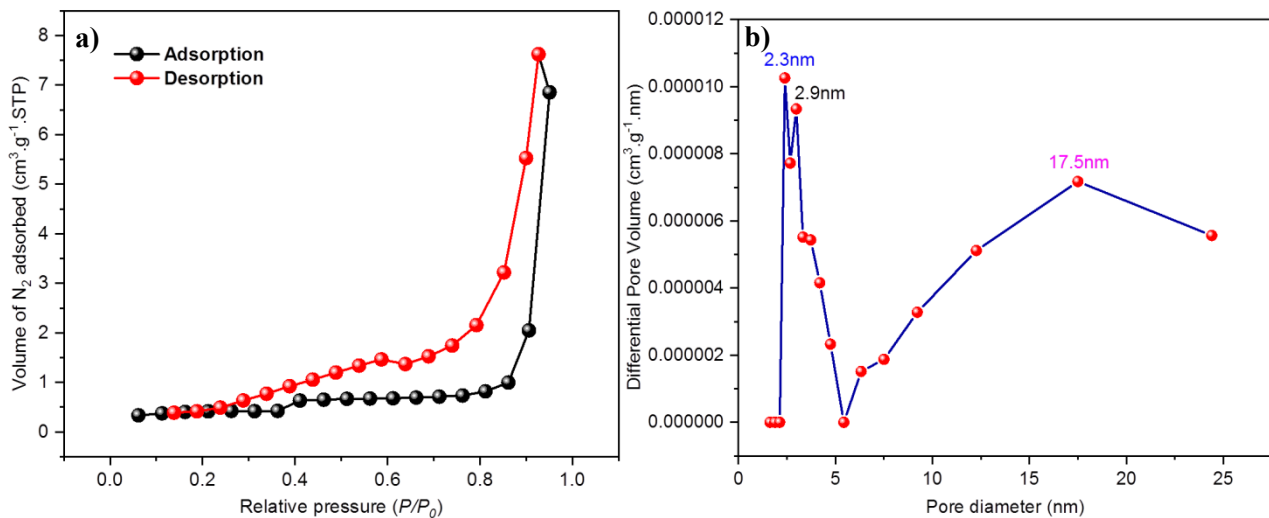 a)
Adsorption
Desorption
Volume of N₂ adsorbed (cm³.g⁻¹.STP)
8
7
6
5
4
3
2
1
0
0.0 0.2 0.4 0.6 0.8 1.0
Relative pressure (P/P₀)
b)
2.3nm
2.9nm
17.5nm
Differential Pore Volume (cm³.g⁻¹.nm)
0.000012
0.000010
0.000008
0.000006
0.000004
0.000002
0.000000
0 5 10 15 20 25
Pore diameter (nm)